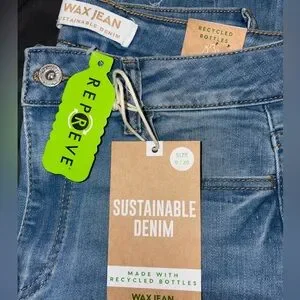 WAX JEAN
SUSTAINABLE DENIM
RECYCLED
BOTTLES
REPREVE
SIZE
SUSTAINABLE
DENIM
MADE WITH
RECYCLED BOTTLES
WAX JEAN